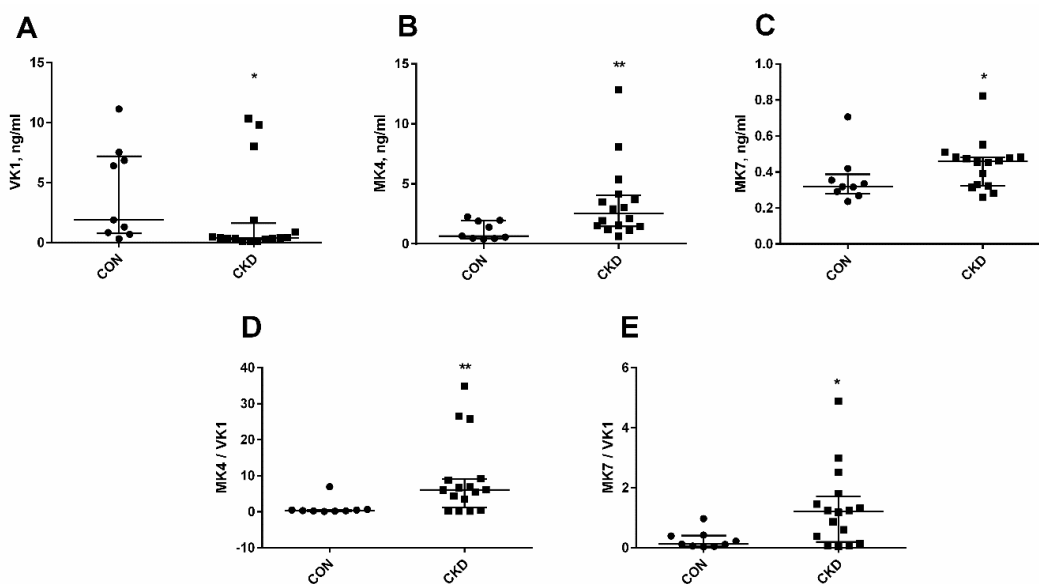 A
VK1, ng/ml
15
10
5
0
*
CON
CKD
B
MK4, ng/ml
15
10
5
0
**
CON
CKD
C
MK7, ng/ml
1.0
0.8
0.6
0.4
0.2
0.0
*
CON
CKD
D
MK4 / VK1
40
30
20
10
0
-10
**
CON
CKD
E
MK7 / VK1
6
4
2
0
*
CON
CKD